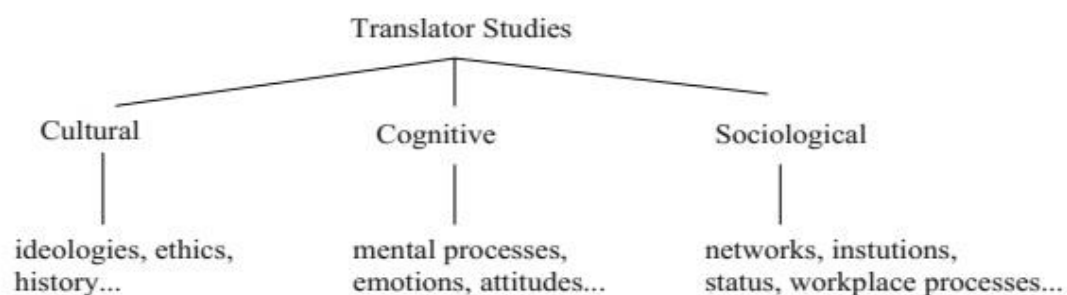 Translator Studies
Cultural
Cognitive
Sociological
ideologies, ethics,
history...
mental processes,
emotions, attitudes...
networks, instutions,
status, workplace processes...